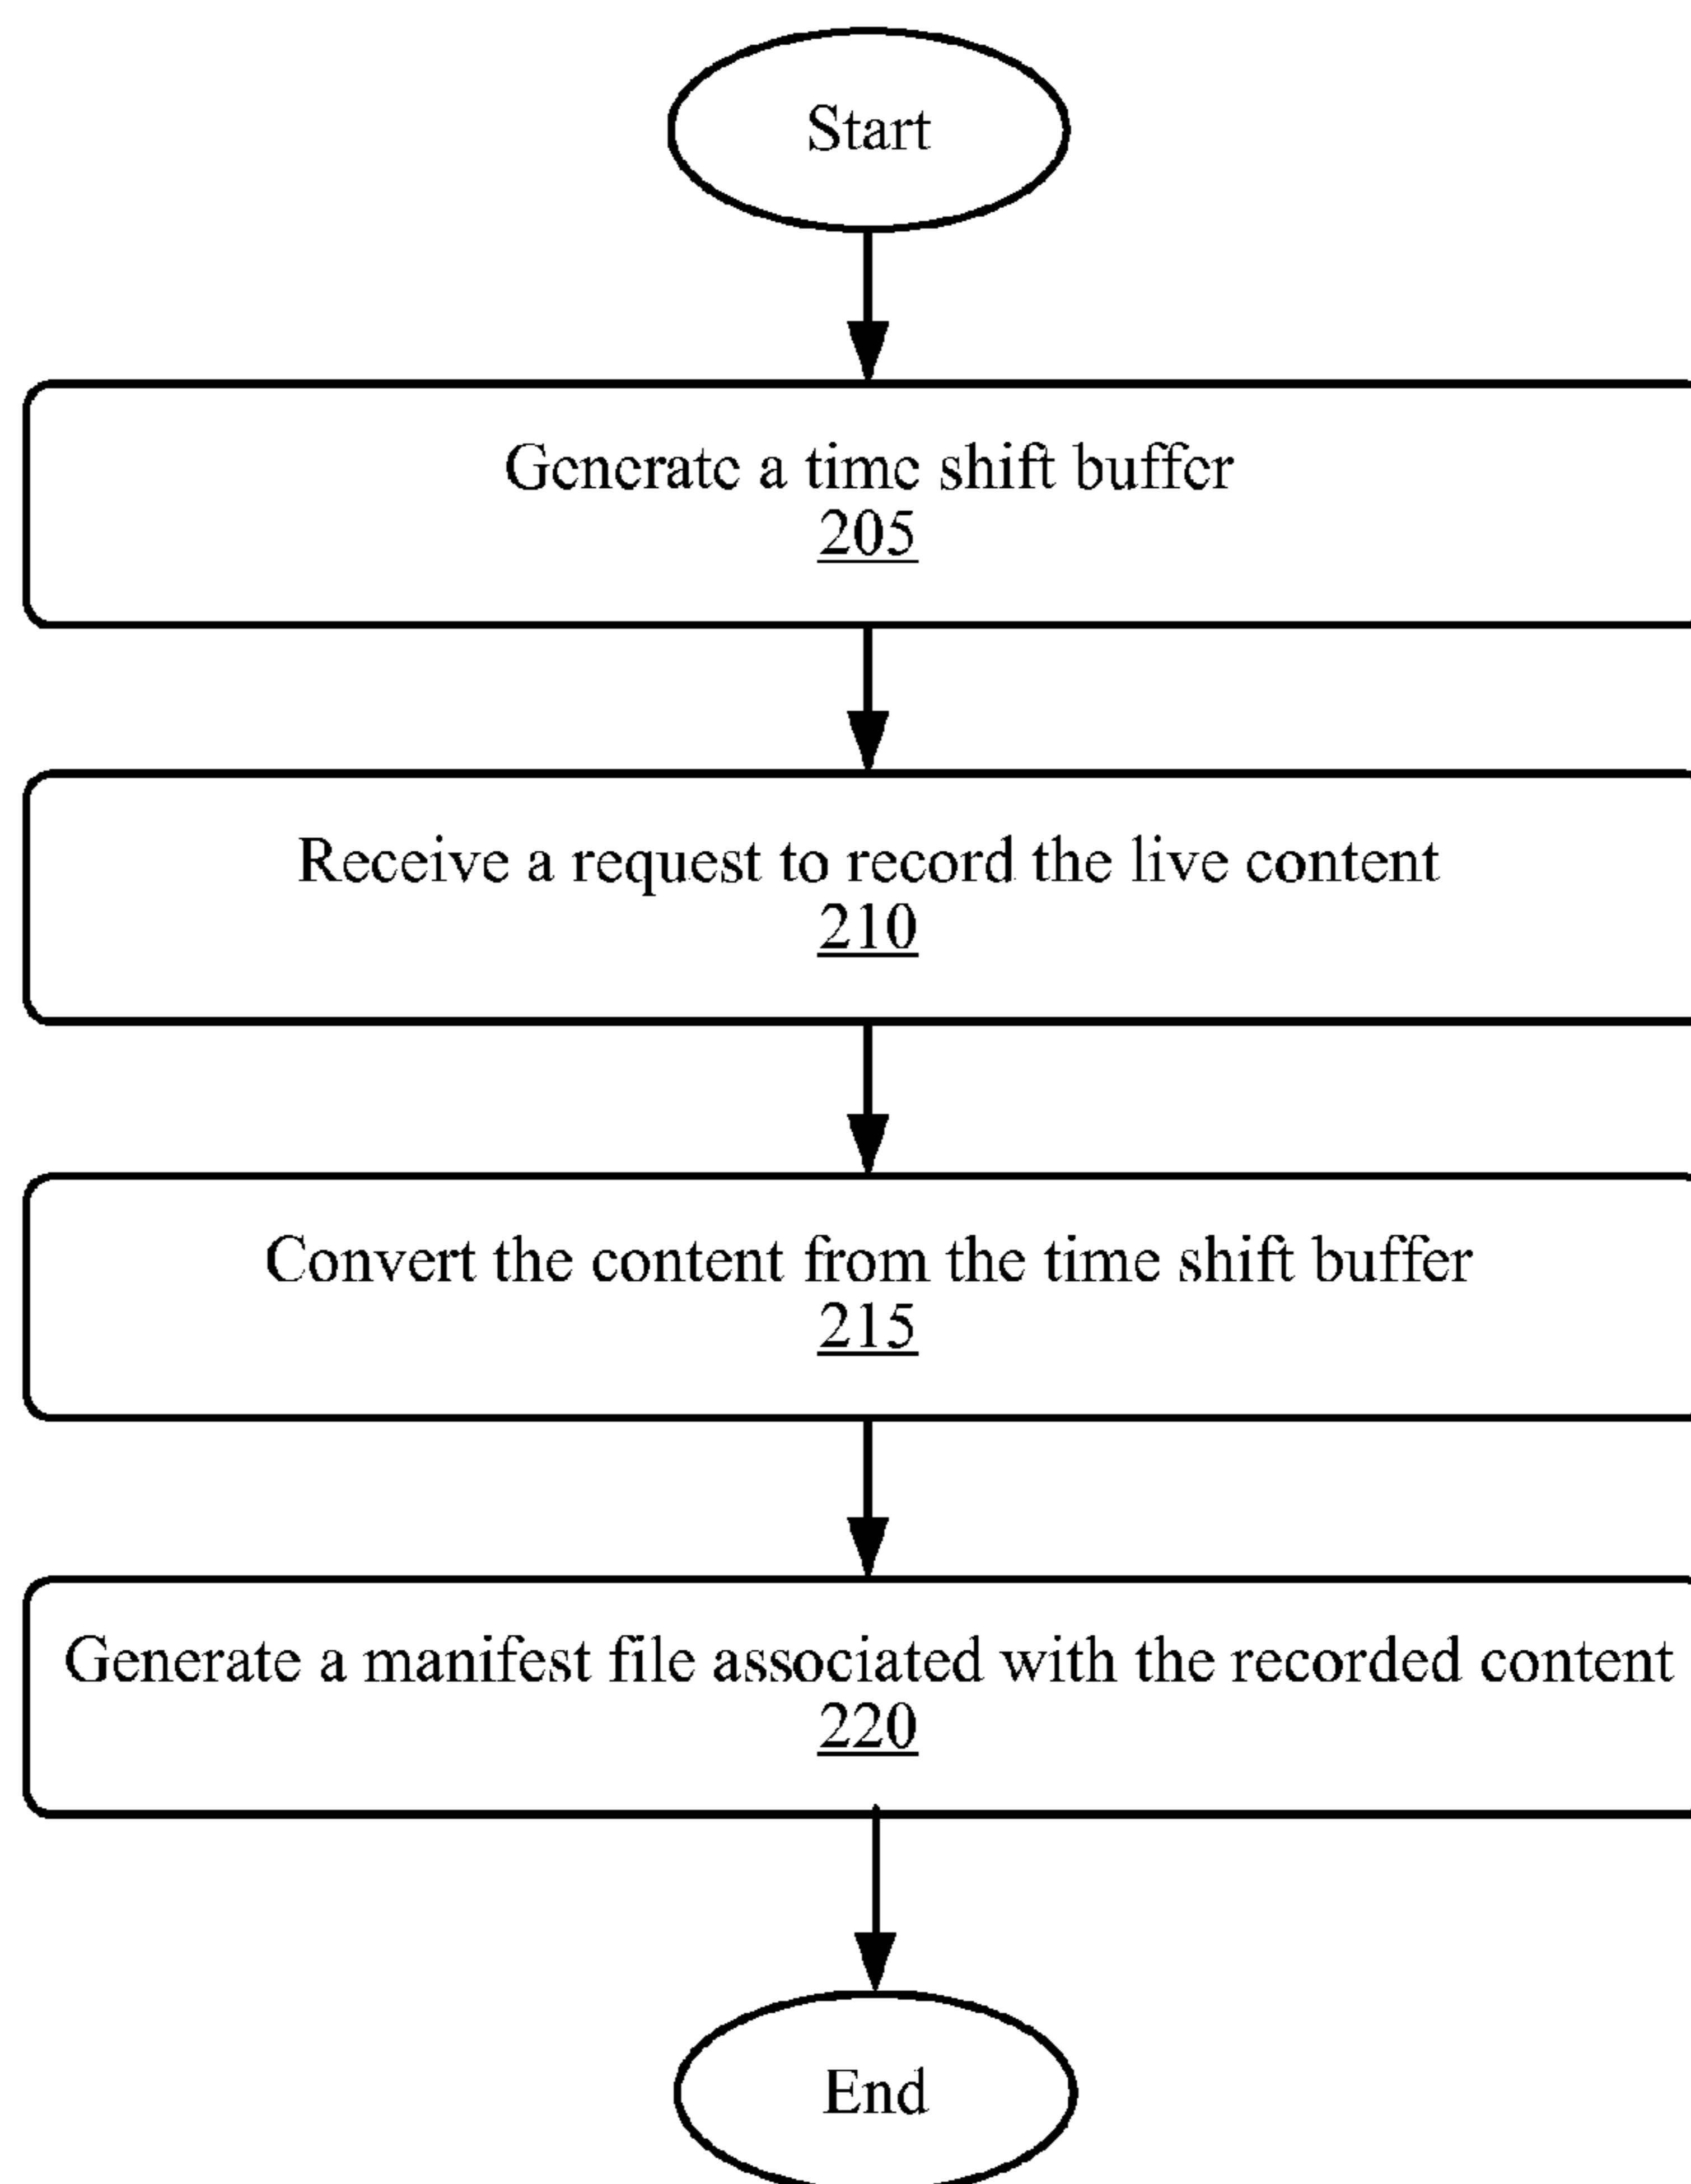 Start
Generate a time shift buffer
205
Receive a request to record the live content
210
Convert the content from the time shift buffer
215
Generate a manifest file associated with the recorded content
220
End